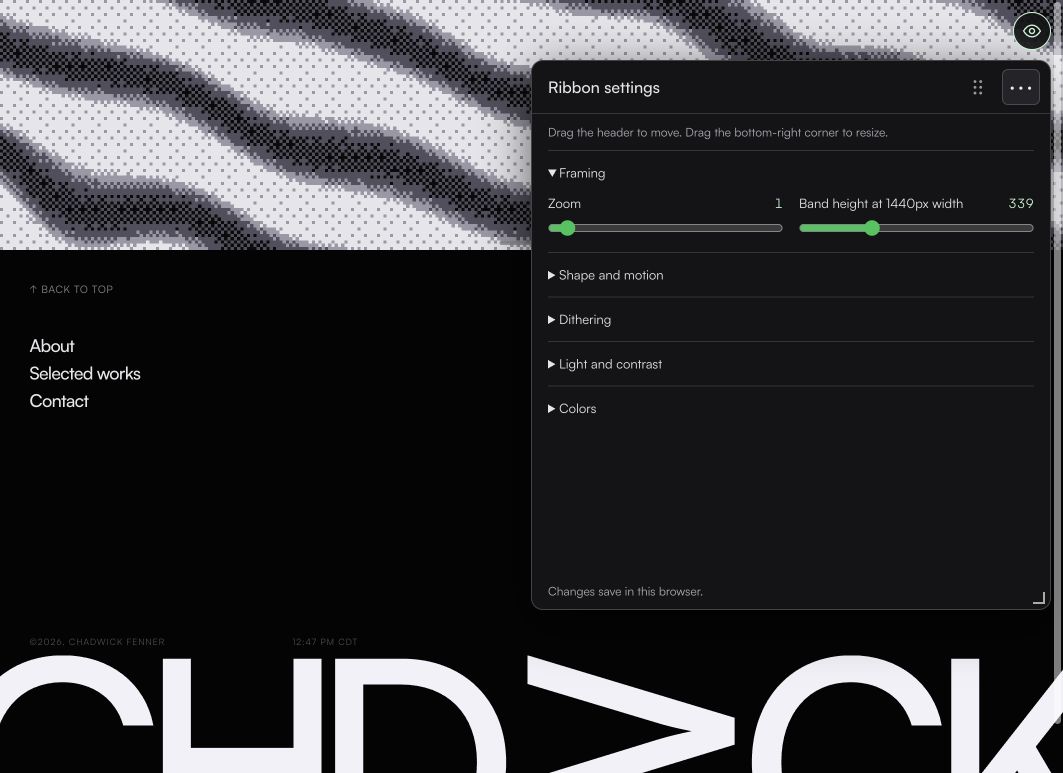 Ribbon settings
Drag the header to move. Drag the bottom-right corner to resize.
▼ Framing
Zoom 1 Band height at 1440px width 339
▶ Shape and motion
▶ Dithering
▶ Light and contrast
▶ Colors
Changes save in this browser.
↑ BACK TO TOP
About
Selected works
Contact
©2026. CHADWICK FENNER 12:47 PM CDT